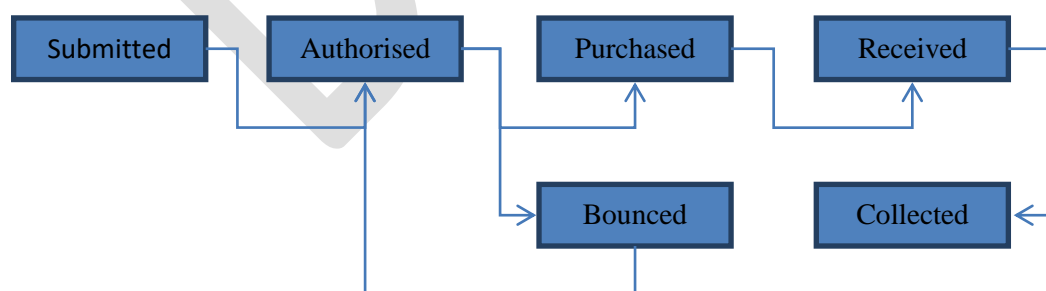 Submitted
Authorised
Purchased
Received
Bounced
Collected